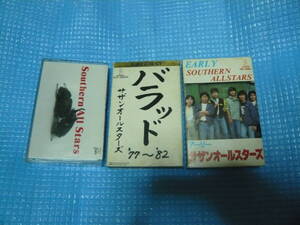 Southern All Stars
バラッド
サザンオールスターズ
'77~'82
EARLY
SOUTHERN
ALLSTARS
サザンオールスターズ